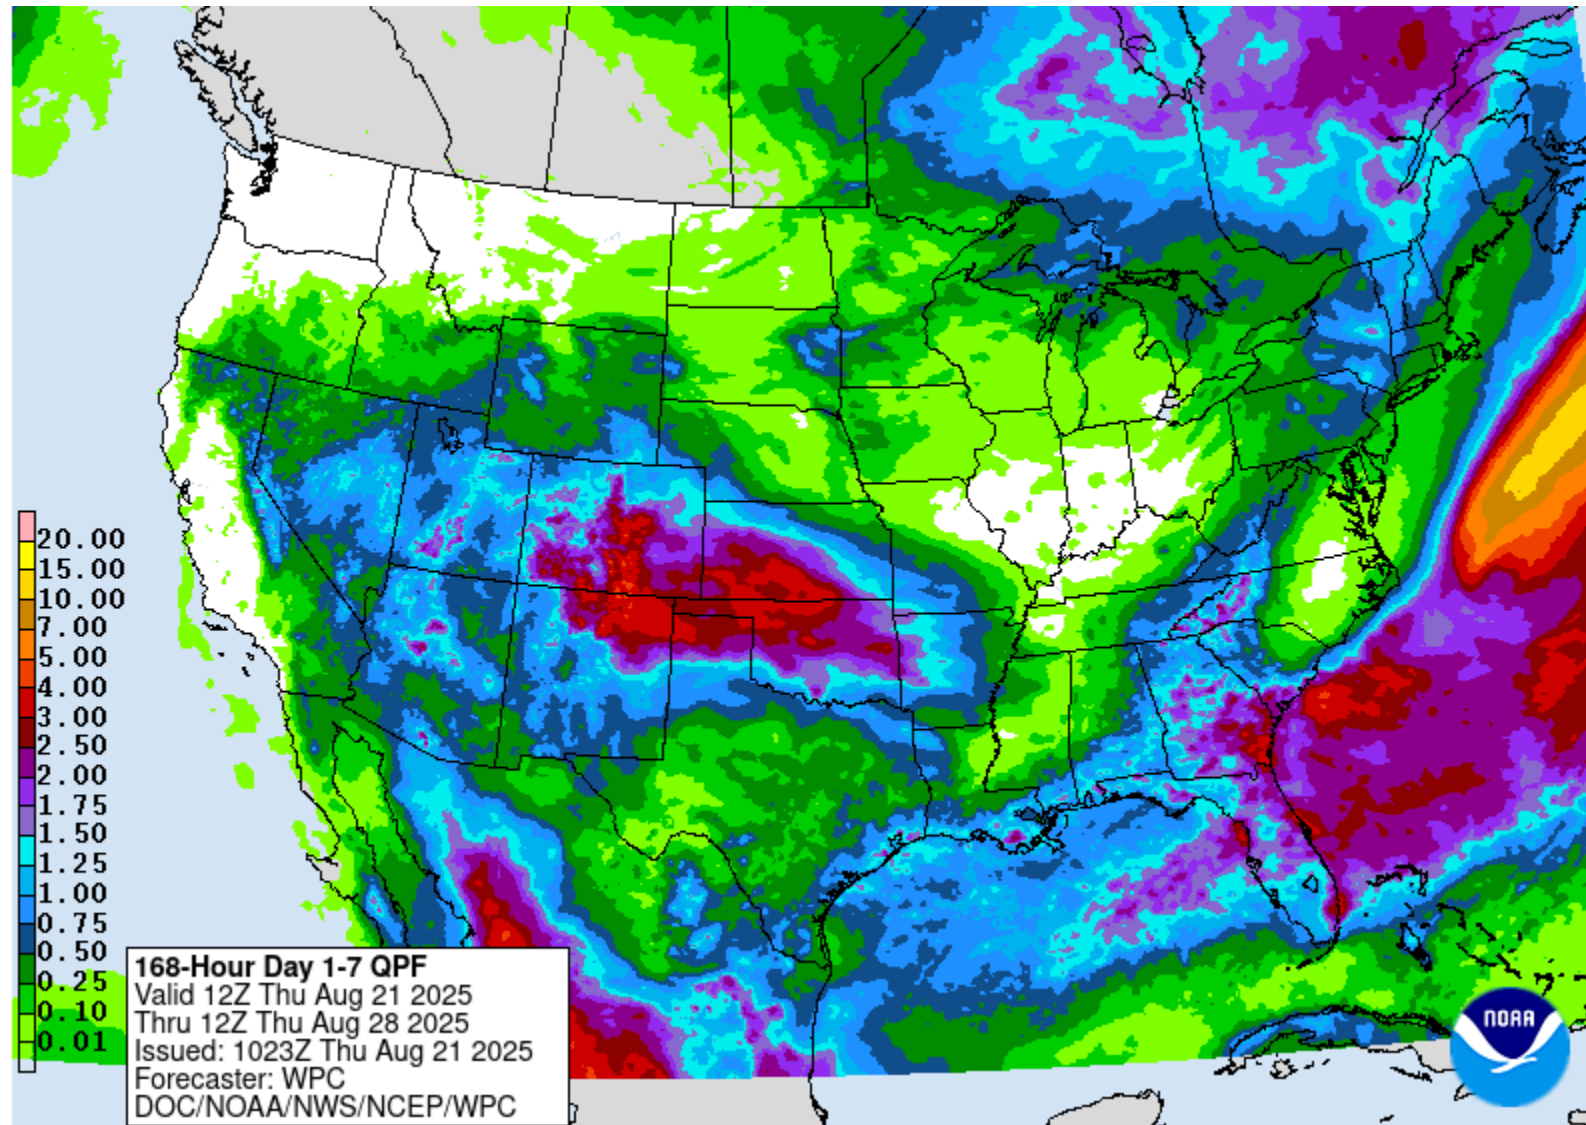 20.00
15.00
10.00
7.00
5.00
4.00
3.00
2.50
2.00
1.75
1.50
1.25
1.00
0.75
0.50
0.25
0.10
0.01
168-Hour Day 1-7 QPF
Valid 12Z Thu Aug 21 2025
Thru 12Z Thu Aug 28 2025
Issued: 1023Z Thu Aug 21 2025
Forecaster: WPC
DOC/NOAA/NWS/NCEP/WPC
NOAA